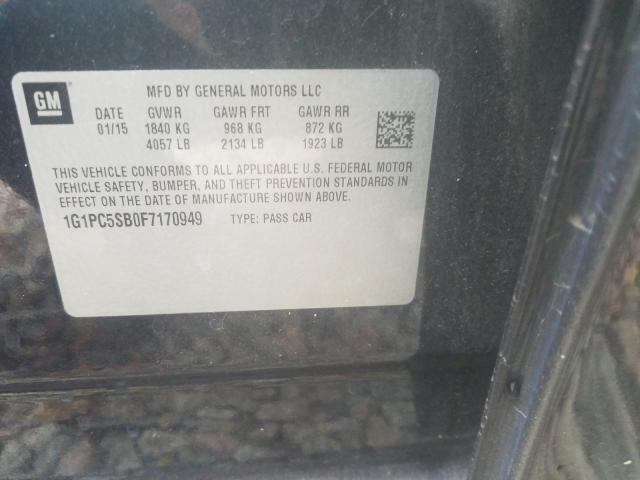 GM
MFD BY GENERAL MOTORS LLC
DATE GVWR GAWR FRT GAWR RR
01/15 1840 KG 968 KG 872 KG
4057 LB 2134 LB 1923 LB
THIS VEHICLE CONFORMS TO ALL APPLICABLE U.S. FEDERAL MOTOR
VEHICLE SAFETY, BUMPER, AND THEFT PREVENTION STANDARDS IN
EFFECT ON THE DATE OF MANUFACTURE SHOWN ABOVE.
1G1PC5SB0F7170949 TYPE: PASS CAR